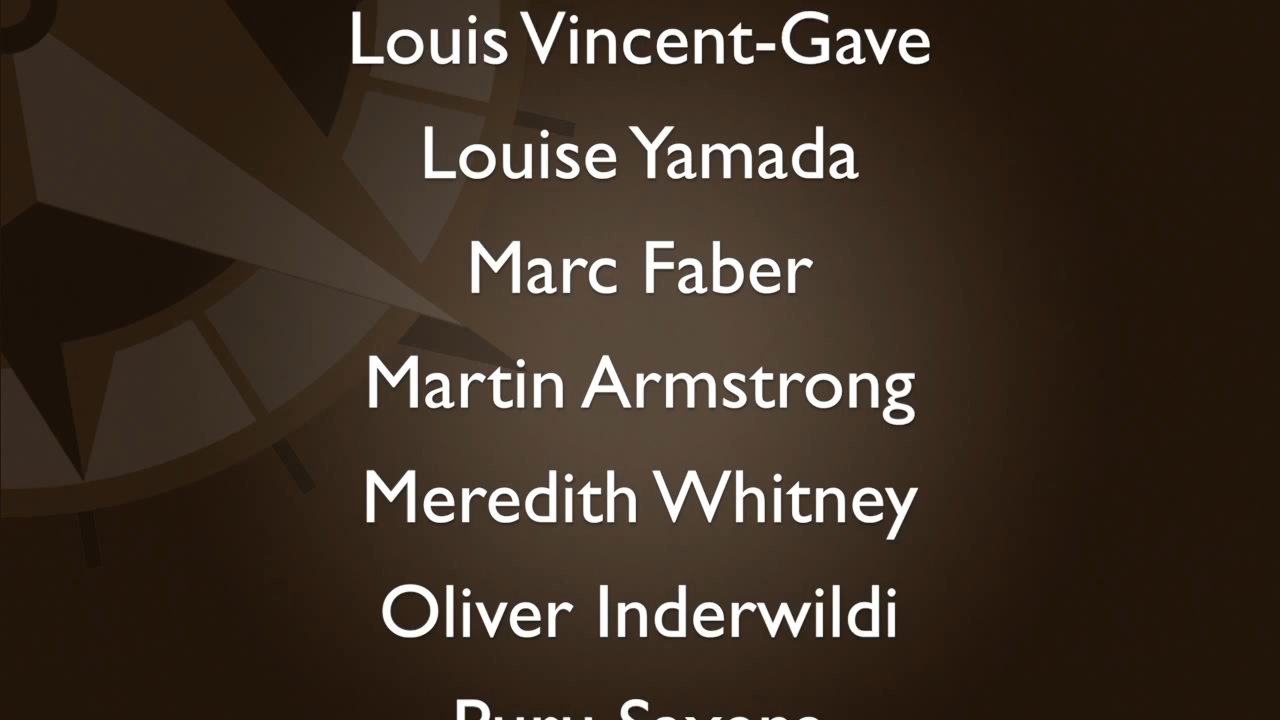 Louis Vincent-Gave
Louise Yamada
Marc Faber
Martin Armstrong
Meredith Whitney
Oliver Inderwildi